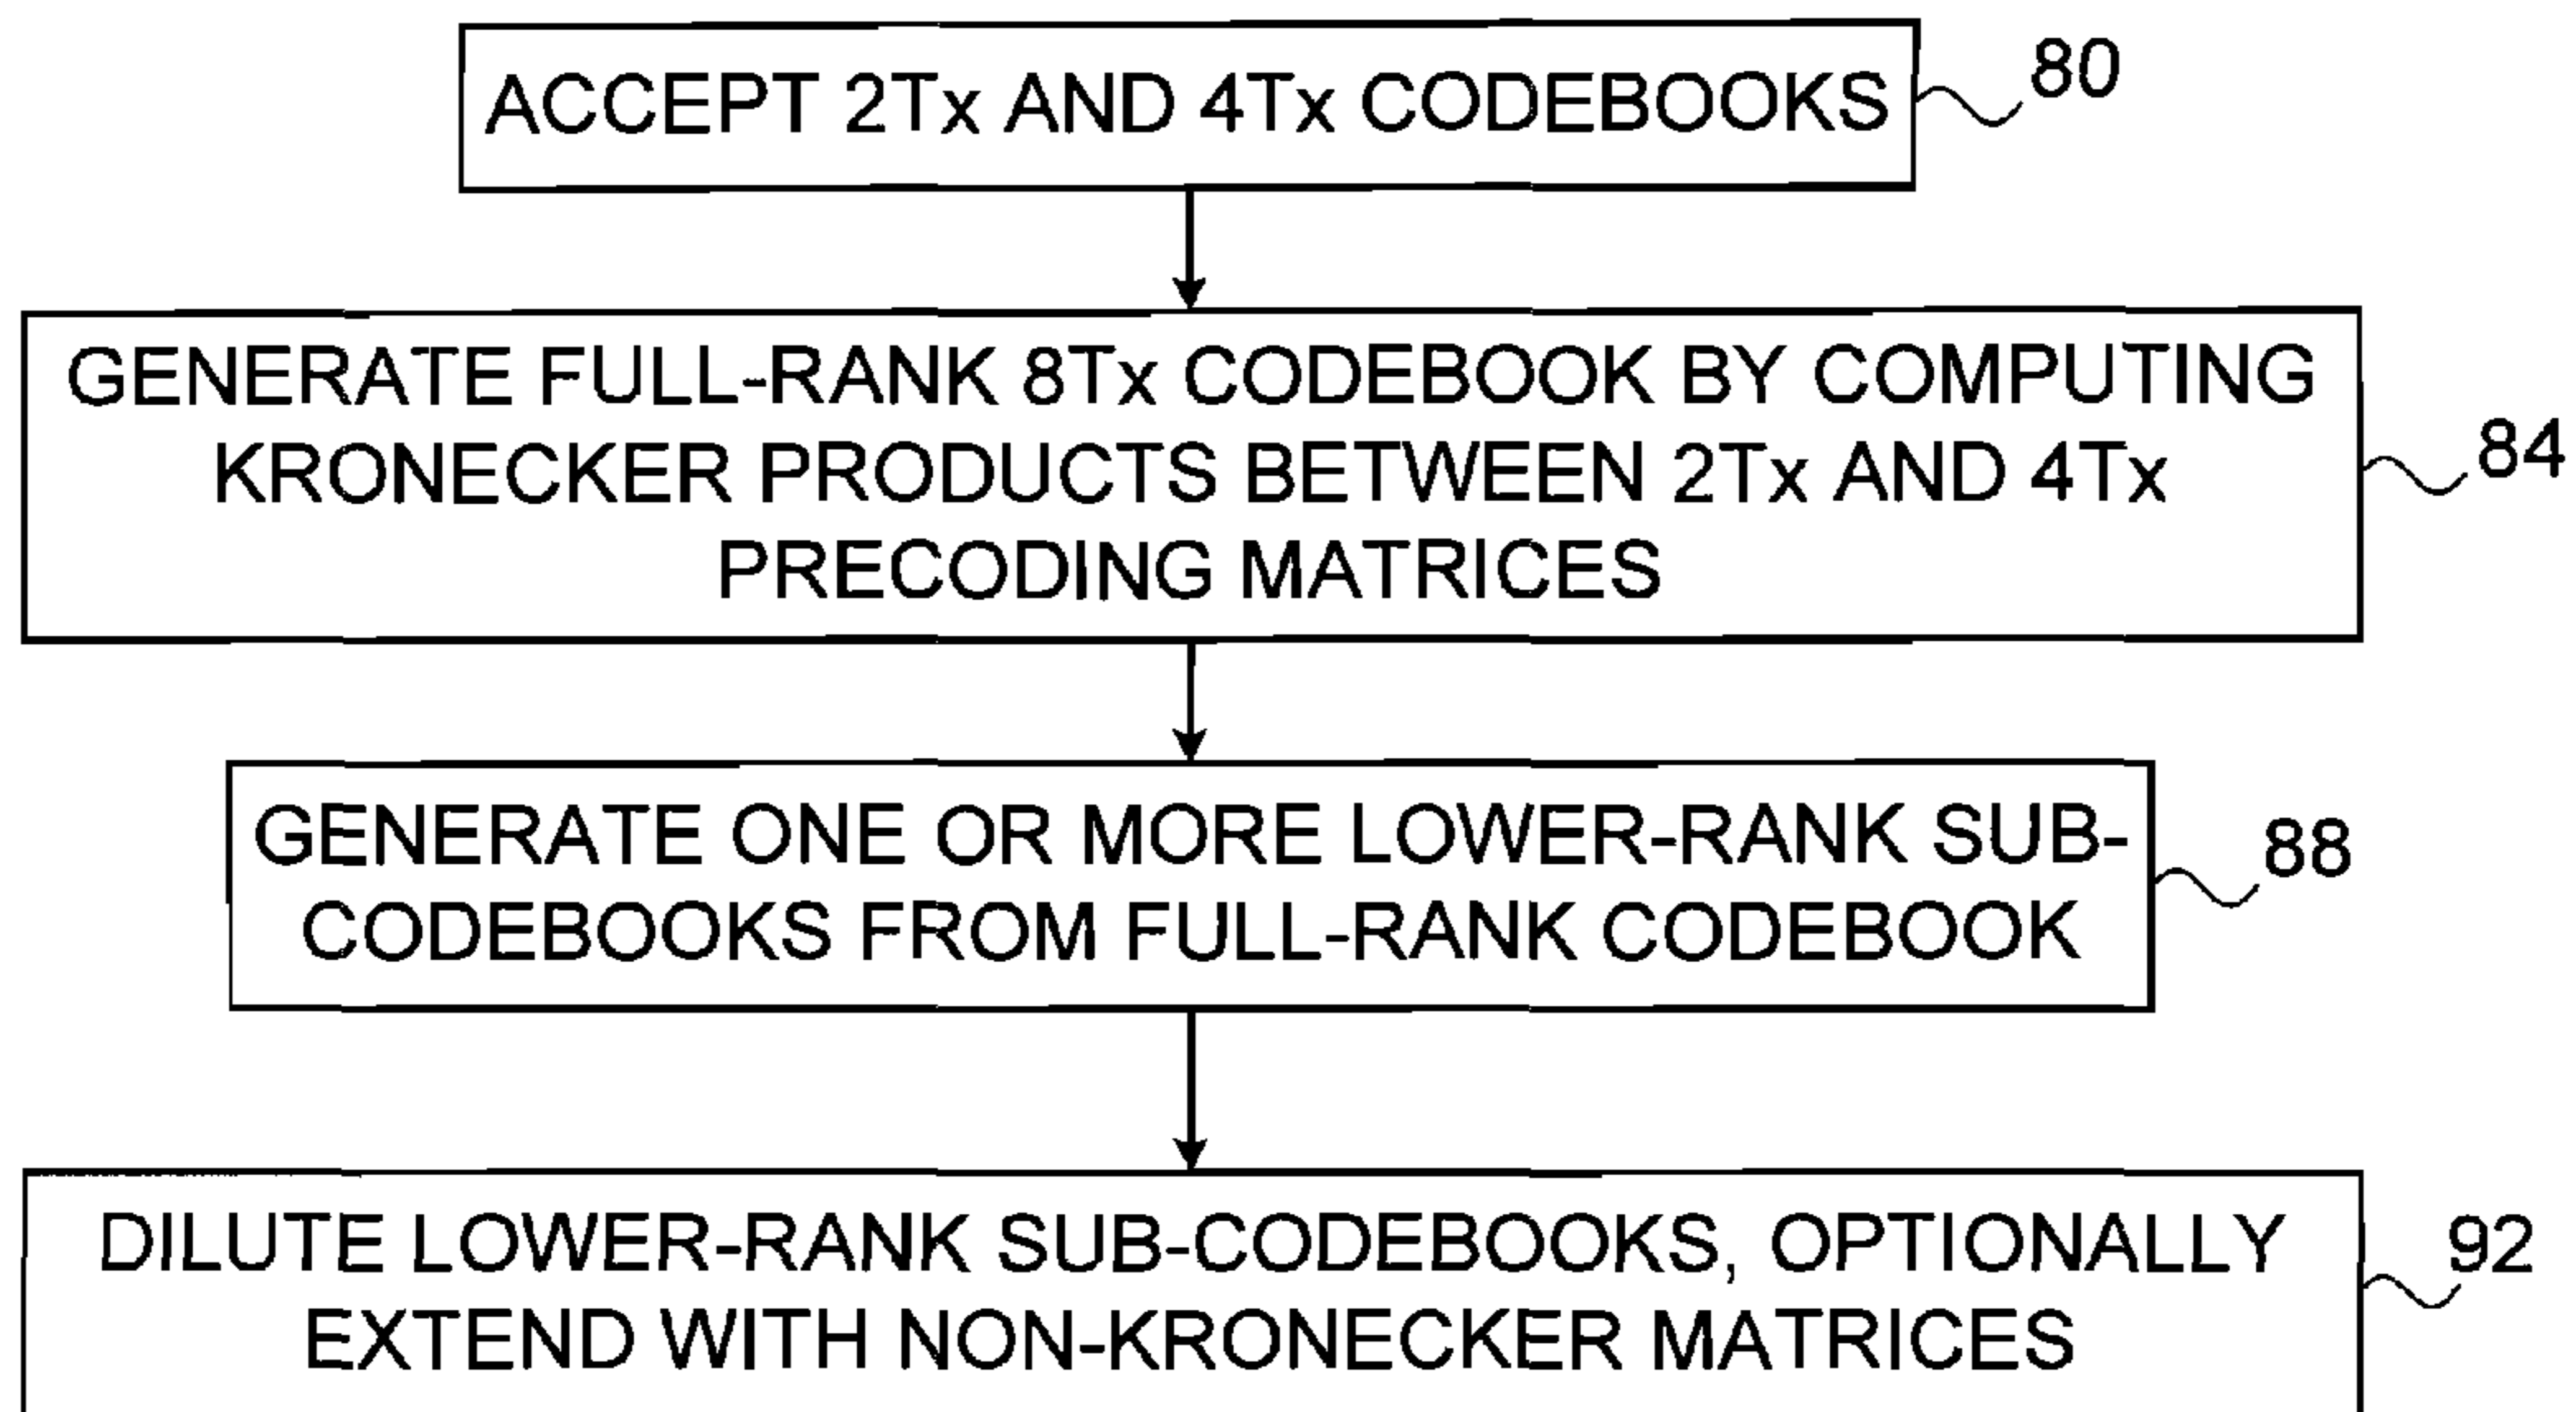 ACCEPT 2Tx AND 4Tx CODEBOOKS
80
GENERATE FULL-RANK 8Tx CODEBOOK BY COMPUTING
KRONECKER PRODUCTS BETWEEN 2Tx AND 4Tx
PRECODING MATRICES
84
GENERATE ONE OR MORE LOWER-RANK SUB-
CODEBOOKS FROM FULL-RANK CODEBOOK
88
DILUTE LOWER-RANK SUB-CODEBOOKS, OPTIONALLY
EXTEND WITH NON-KRONECKER MATRICES
92